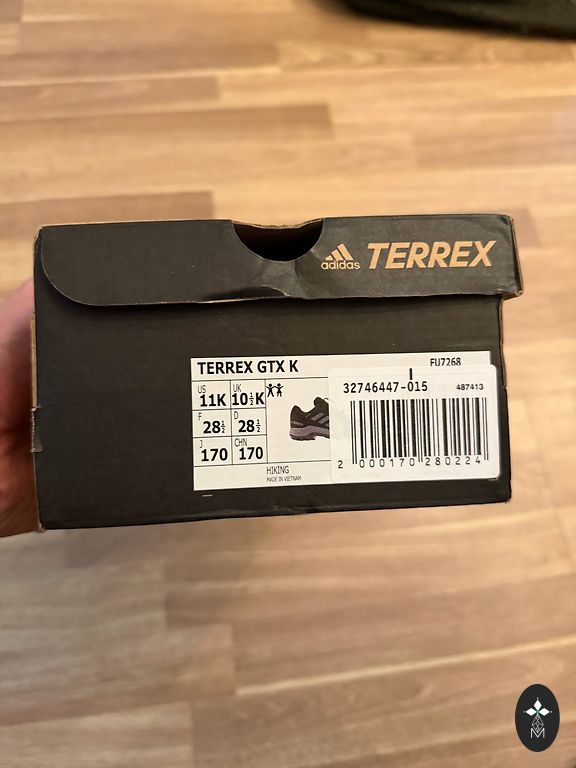 adidas TERREX
TERREX GTX K
FU7268
US
11K
UK
10½K
F
28½
D
28½
J
170
CHN
170
HIKING
MADE IN VIETNAM
32746447-015
487413
2 000170 280224
M